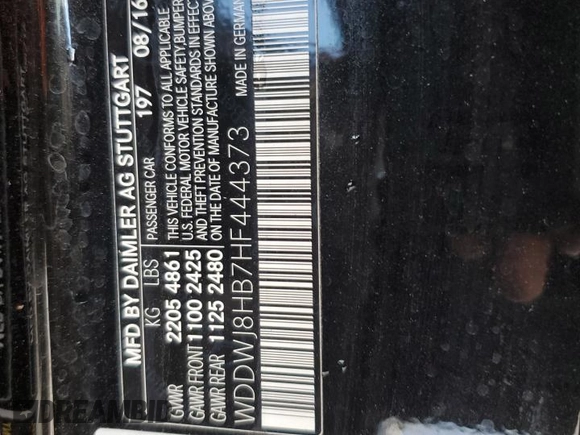 MFD BY DAIMLER AG STUTTGART
197 08/16
KG LBS PASSENGER CAR
GVWR 2205 4861 THIS VEHICLE CONFORMS TO ALL APPLICABLE
U.S. FEDERAL MOTOR VEHICLE SAFETY, BUMPER
GAWR FRONT 1100 2425 AND THEFT PREVENTION STANDARDS IN EFFECT
GAWR REAR 1125 2480 ON THE DATE OF MANUFACTURE SHOWN ABOVE
WDDWJ8HB7HF444373 MADE IN GERMANY
DREAMBID